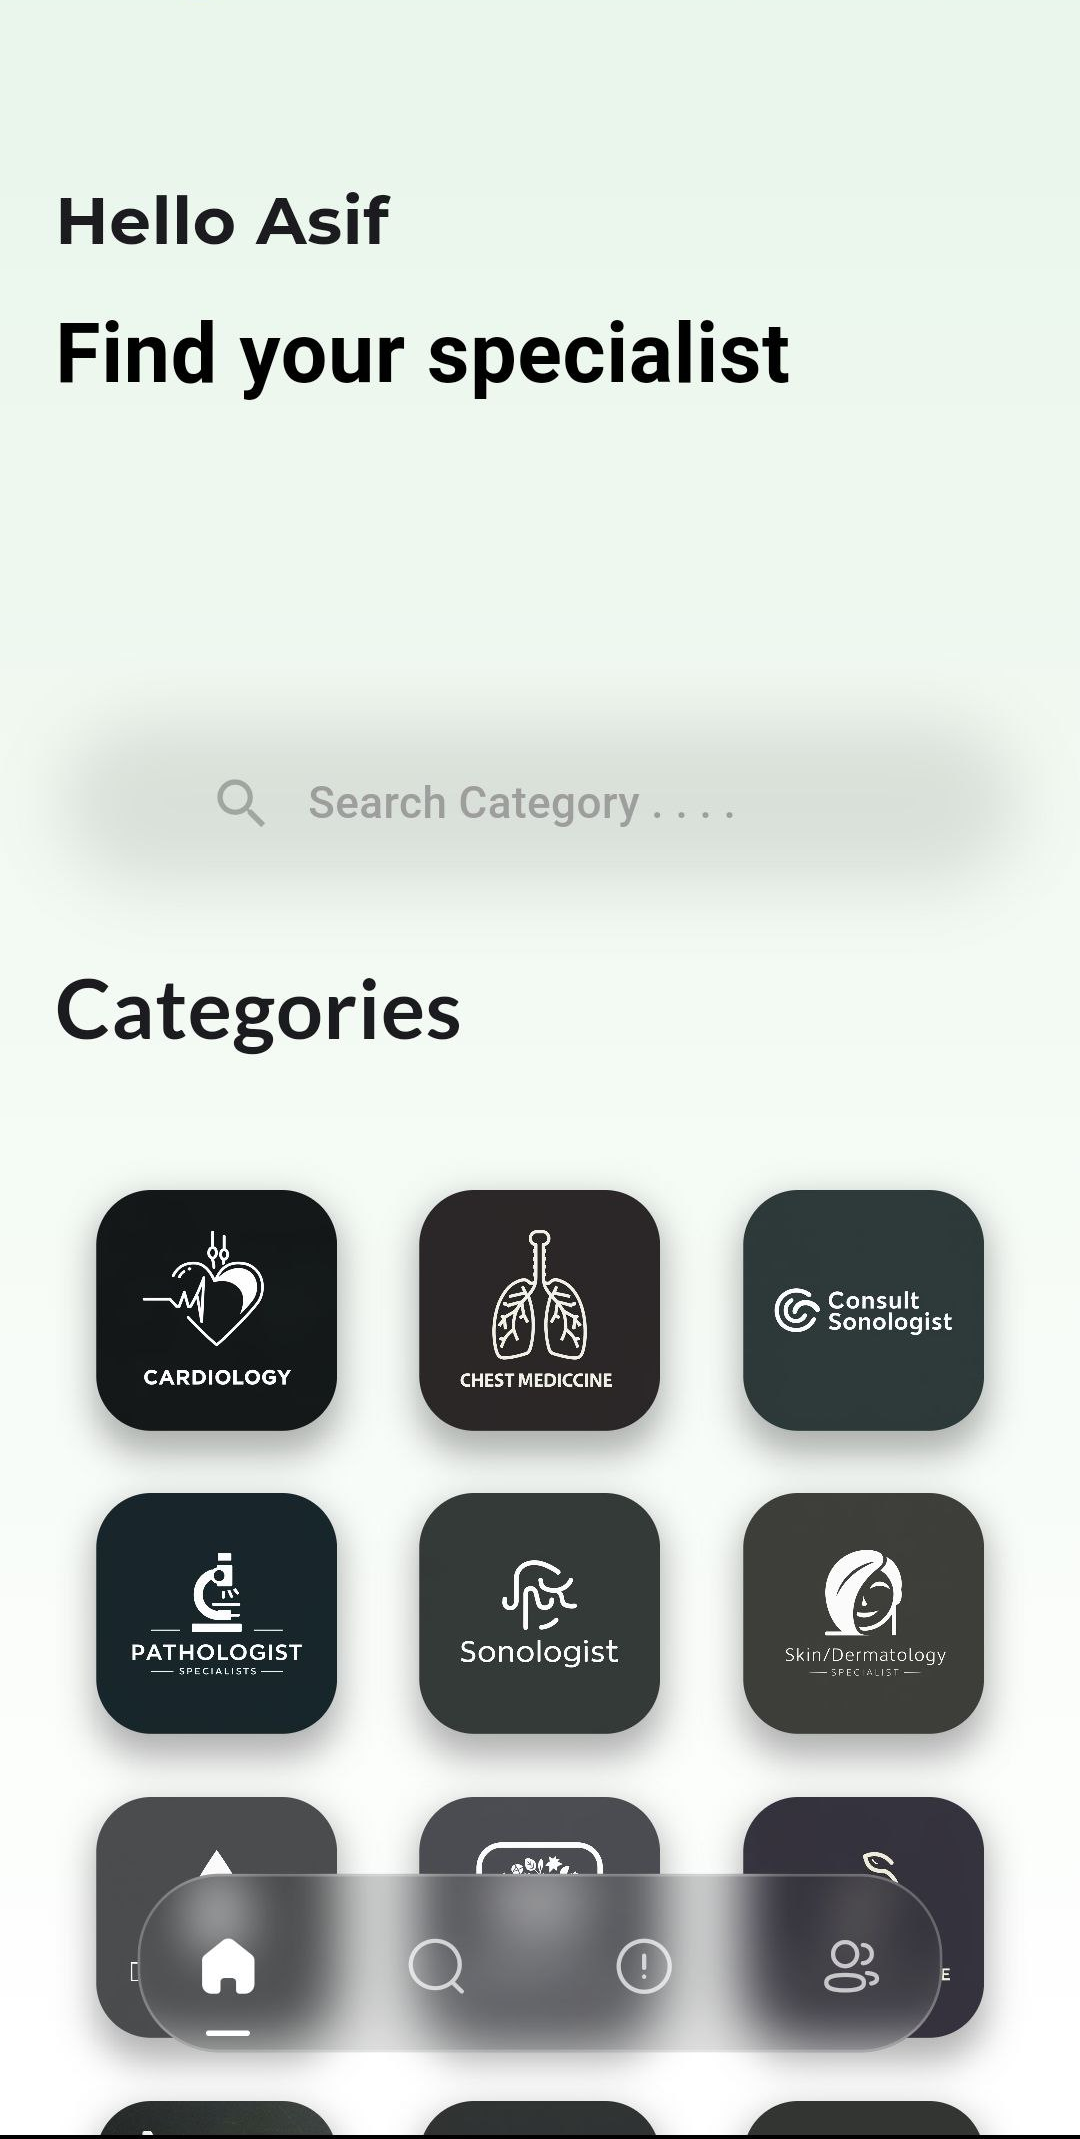 Hello Asif
Find your specialist
Search Category . . . .
Categories
CARDIOLOGY
CHEST MEDICCINE
Consult
Sonologist
PATHOLOGIST
SPECIALISTS
Sonologist
Skin/Dermatology
SPECIALIST